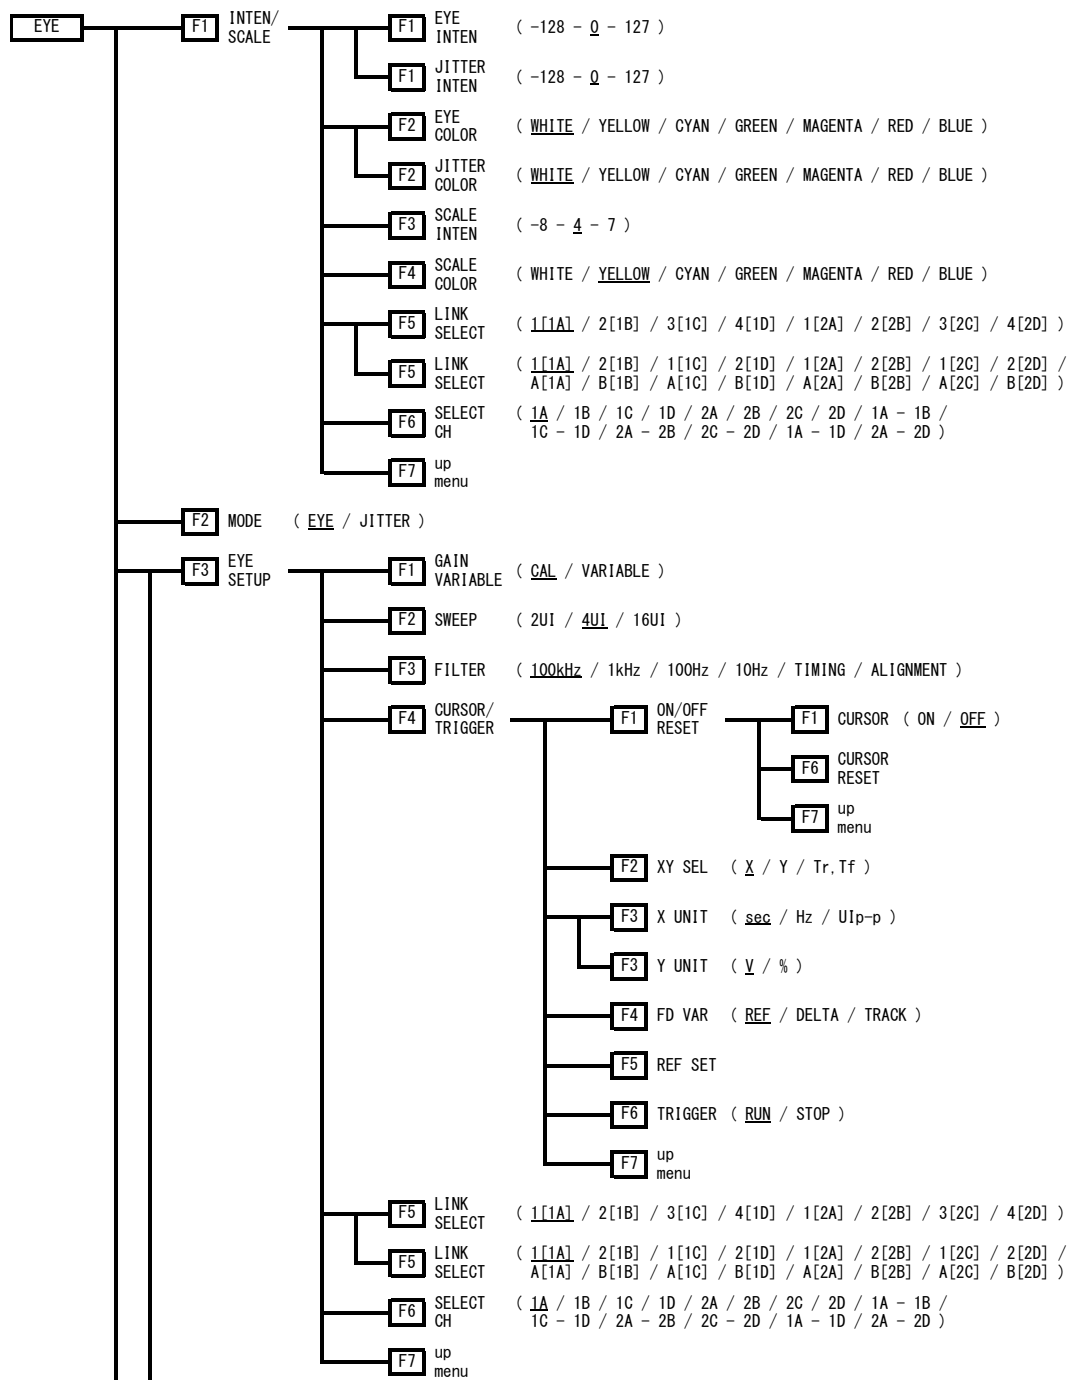 EYE
F1 INTEN/
SCALE
F1 EYE
INTEN ( -128 - 0 - 127 )
F1 JITTER
INTEN ( -128 - 0 - 127 )
F2 EYE
COLOR ( WHITE / YELLOW / CYAN / GREEN / MAGENTA / RED / BLUE )
F2 JITTER
COLOR ( WHITE / YELLOW / CYAN / GREEN / MAGENTA / RED / BLUE )
F3 SCALE
INTEN ( -8 - 4 - 7 )
F4 SCALE
COLOR ( WHITE / YELLOW / CYAN / GREEN / MAGENTA / RED / BLUE )
F5 LINK
SELECT ( 1[1A] / 2[1B] / 3[1C] / 4[1D] / 1[2A] / 2[2B] / 3[2C] / 4[2D] )
F5 LINK ( 1[1A] / 2[1B] / 1[1C] / 2[1D] / 1[2A] / 2[2B] / 1[2C] / 2[2D] /
SELECT A[1A] / B[1B] / A[1C] / B[1D] / A[2A] / B[2B] / A[2C] / B[2D] )
F6 SELECT ( 1A / 1B / 1C / 1D / 2A / 2B / 2C / 2D / 1A - 1B /
CH 1C - 1D / 2A - 2B / 2C - 2D / 1A - 1D / 2A - 2D )
F7 up
menu
F2 MODE ( EYE / JITTER )
F3 EYE
SETUP
F1 GAIN
VARIABLE ( CAL / VARIABLE )
F2 SWEEP ( 2UI / 4UI / 16UI )
F3 FILTER ( 100kHz / 1kHz / 100Hz / 10Hz / TIMING / ALIGNMENT )
F4 CURSOR/
TRIGGER
F1 ON/OFF
RESET
F1 CURSOR ( ON / OFF )
F6 CURSOR
RESET
F7 up
menu
F2 XY SEL ( X / Y / Tr,Tf )
F3 X UNIT ( sec / Hz / UIp-p )
F3 Y UNIT ( V / % )
F4 FD VAR ( REF / DELTA / TRACK )
F5 REF SET
F6 TRIGGER ( RUN / STOP )
F7 up
menu
F5 LINK
SELECT ( 1[1A] / 2[1B] / 3[1C] / 4[1D] / 1[2A] / 2[2B] / 3[2C] / 4[2D] )
F5 LINK ( 1[1A] / 2[1B] / 1[1C] / 2[1D] / 1[2A] / 2[2B] / 1[2C] / 2[2D] /
SELECT A[1A] / B[1B] / A[1C] / B[1D] / A[2A] / B[2B] / A[2C] / B[2D] )
F6 SELECT ( 1A / 1B / 1C / 1D / 2A / 2B / 2C / 2D / 1A - 1B /
CH 1C - 1D / 2A - 2B / 2C - 2D / 1A - 1D / 2A - 2D )
F7 up
menu